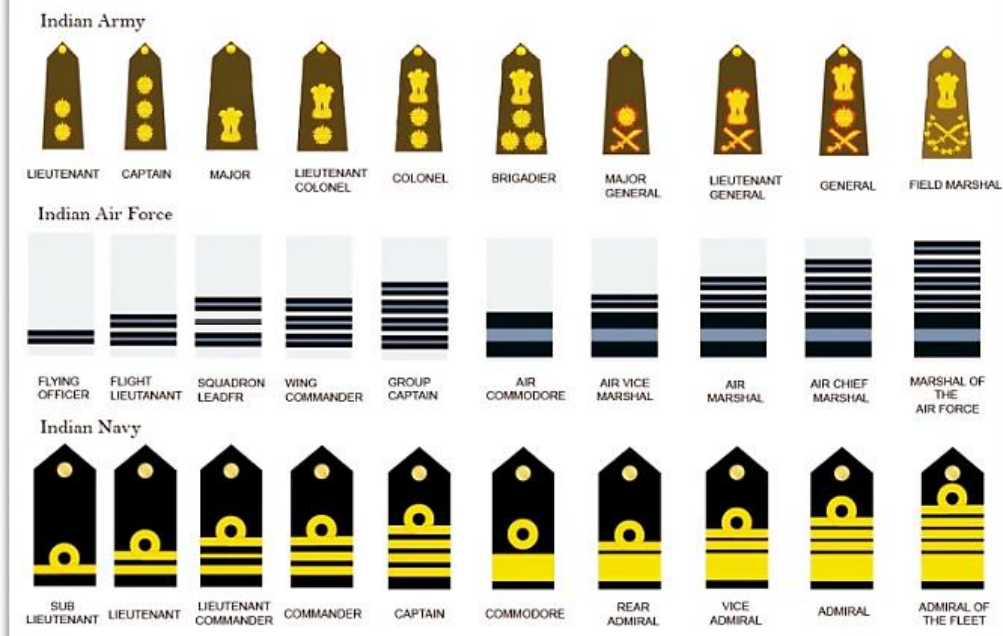 Indian Army
LIEUTENANT
CAPTAIN
MAJOR
LIEUTENANT
COLONEL
COLONEL
BRIGADIER
MAJOR
GENERAL
LIEUTENANT
GENERAL
GENERAL
FIELD MARSHAL
Indian Air Force
FLYING
OFFICER
FLIGHT
LIEUTANANT
SQUADRON
LEADFR
WING
COMMANDER
GROUP
CAPTAIN
AIR
COMMODORE
AIR VICE
MARSHAL
AIR
MARSHAL
AIR CHIEF
MARSHAL
MARSHAL OF
THE
AIR FORCE
Indian Navy
SUB
LIEUTENANT
LIEUTENANT
LIEUTENANT
COMMANDER
COMMANDER
CAPTAIN
COMMODORE
REAR
ADMIRAL
VICE
ADMIRAL
ADMIRAL
ADMIRAL OF
THE FLEET